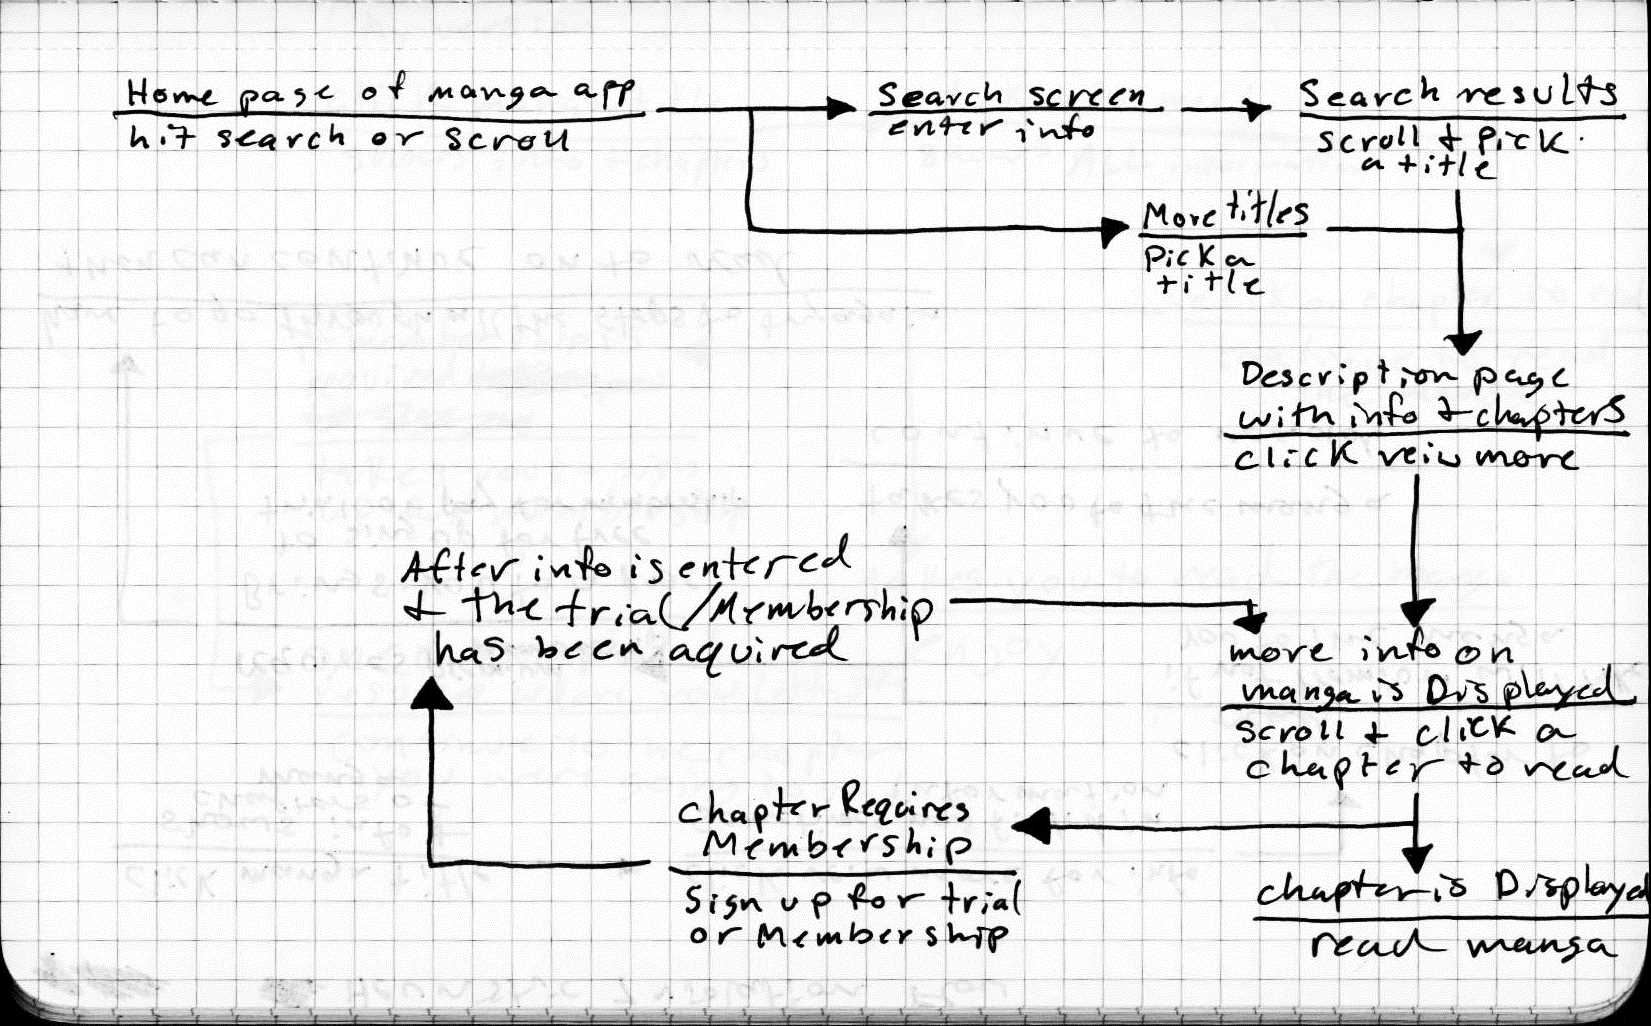 Home page of manga app
hit search or scroll
Search screen
enter info
Search results
scroll & pick
a title
More titles
pick a
title
Description page
with info & chapters
click veiw more
After info is entered
& the trial/Membership
has been aquired
more info on
manga is Displayed
scroll & click a
chapter to read
chapter Requires
Membership
Sign up for trial
or Membership
chapter is Displayed
read manga